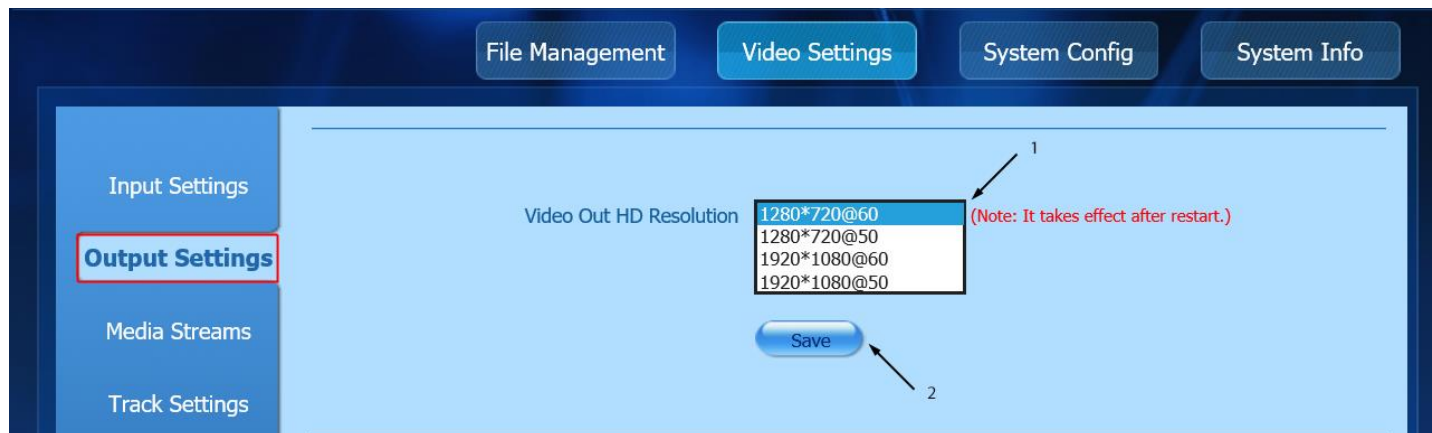 File Management
Video Settings
System Config
System Info
1
Input Settings
Video Out HD Resolution
1280*720@60
(Note: It takes effect after restart.)
1280*720@50
1920*1080@60
1920*1080@50
Output Settings
Media Streams
Save
2
Track Settings